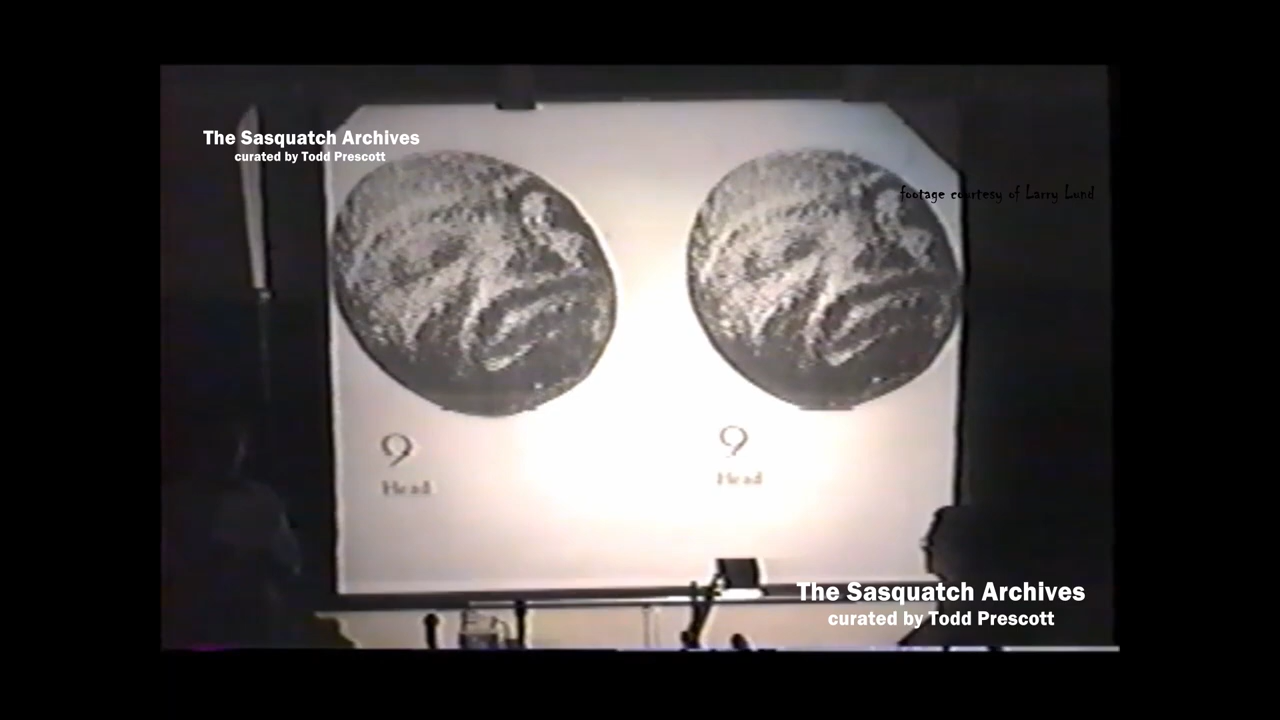 The Sasquatch Archives
curated by Todd Prescott
footage courtesy of Larry Lund
9
Head
9
Head
The Sasquatch Archives
curated by Todd Prescott